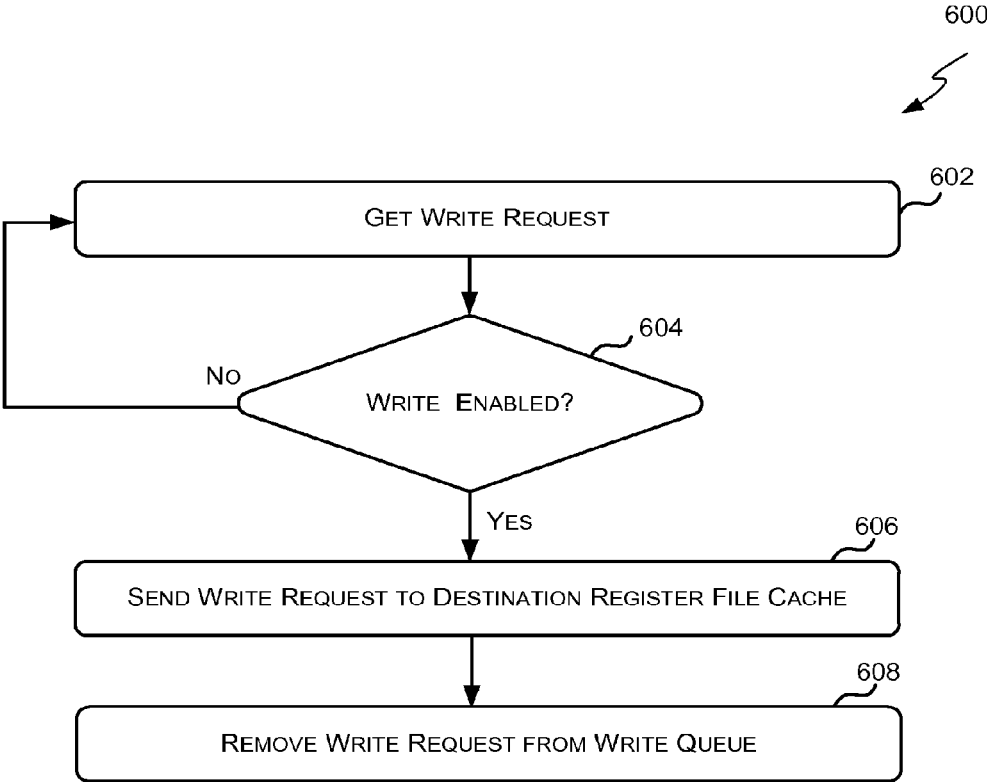 600
602
GET WRITE REQUEST
604
NO
WRITE ENABLED?
YES
606
SEND WRITE REQUEST TO DESTINATION REGISTER FILE CACHE
608
REMOVE WRITE REQUEST FROM WRITE QUEUE